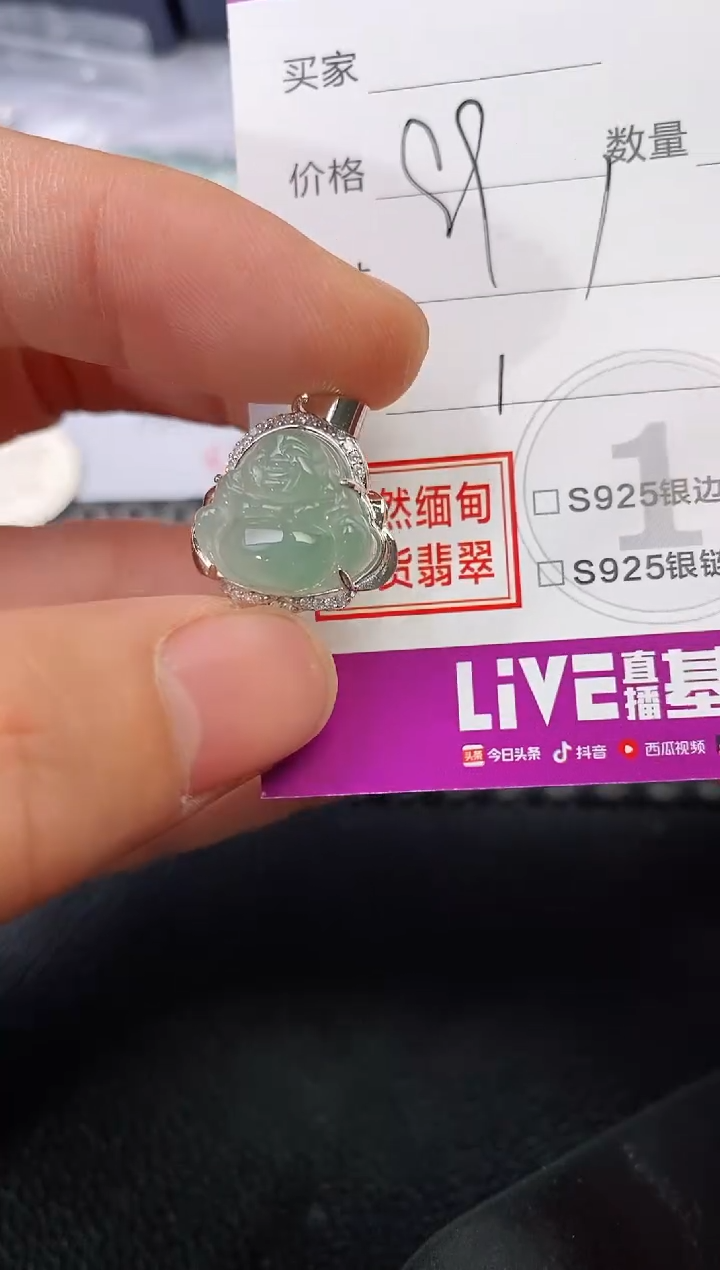 买家
价格
数量
然缅甸
货翡翠
1
□S925银边
□S925银链
LiVE直播基
头条 今日头条 抖音 西瓜视频